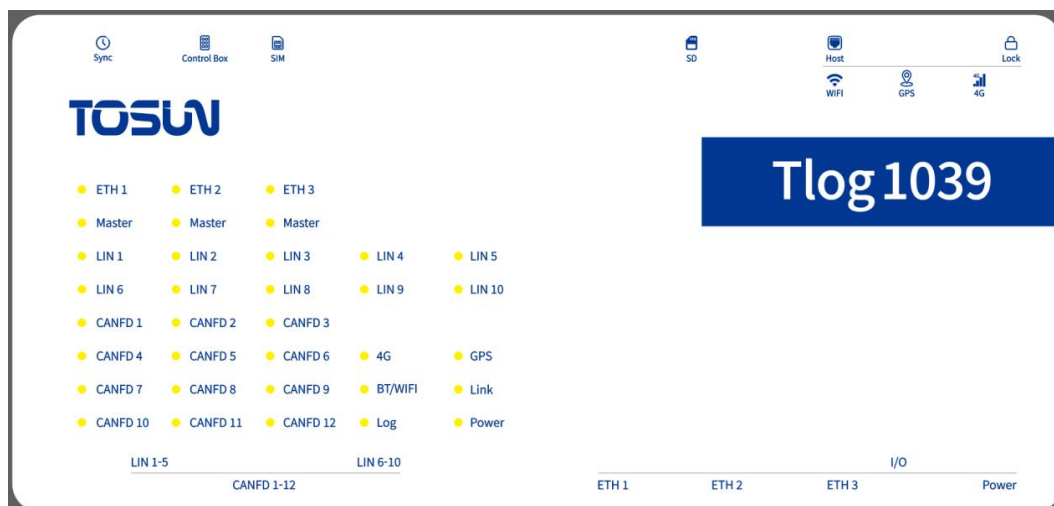 Sync Control Box SIM SD Host Lock
WIFI GPS 4G 4G
TOSUN
Tlog 1039
ETH 1 ETH 2 ETH 3
Master Master Master
LIN 1 LIN 2 LIN 3 LIN 4 LIN 5
LIN 6 LIN 7 LIN 8 LIN 9 LIN 10
CANFD 1 CANFD 2 CANFD 3
CANFD 4 CANFD 5 CANFD 6 4G GPS
CANFD 7 CANFD 8 CANFD 9 BT/WIFI Link
CANFD 10 CANFD 11 CANFD 12 Log Power
LIN 1-5 LIN 6-10 I/O
CANFD 1-12 ETH 1 ETH 2 ETH 3 Power